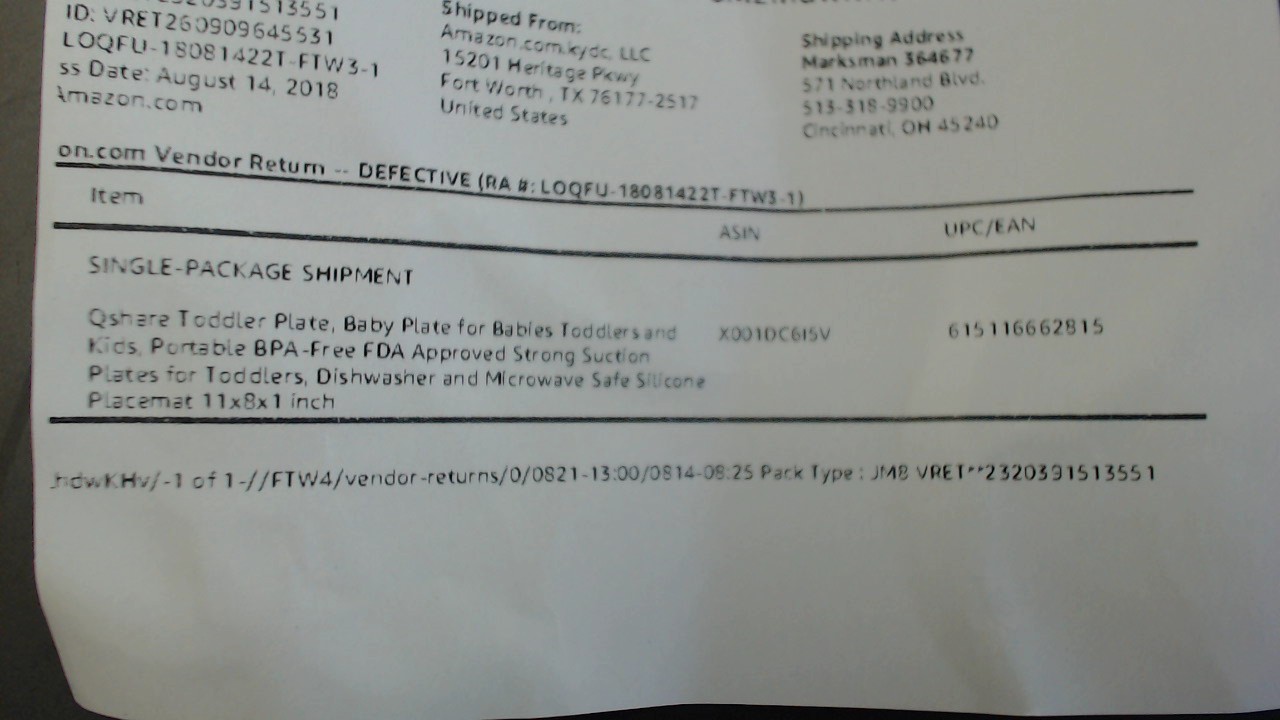 ID: VRET260909645531
LOQFU-18081422T-FTW3-1
ss Date: August 14, 2018
Amazon.com
Shipped From:
Amazon.com.kydc, LLC
15201 Heritage Pkwy
Fort Worth , TX 76177-2517
United States
Shipping Address
Marksman 364677
571 Northland Blvd.
513-318-9900
Cincinnati, OH 45240
on.com Vendor Return -- DEFECTIVE (RA #: LOQFU-18081422T-FTW3-1)
Item ASIN UPC/EAN
SINGLE-PACKAGE SHIPMENT
Qshare Toddler Plate, Baby Plate for Babies Toddlers and X001DC6I5V 615116662815
Kids, Portable BPA-Free FDA Approved Strong Suction
Plates for Toddlers, Dishwasher and Microwave Safe Silicone
Placemat 11x8x1 inch
/-1 of 1-//FTW4/vendor-returns/0/0821-13:00/0814-08:25 Pack Type : JM8 VRET**2320391513551